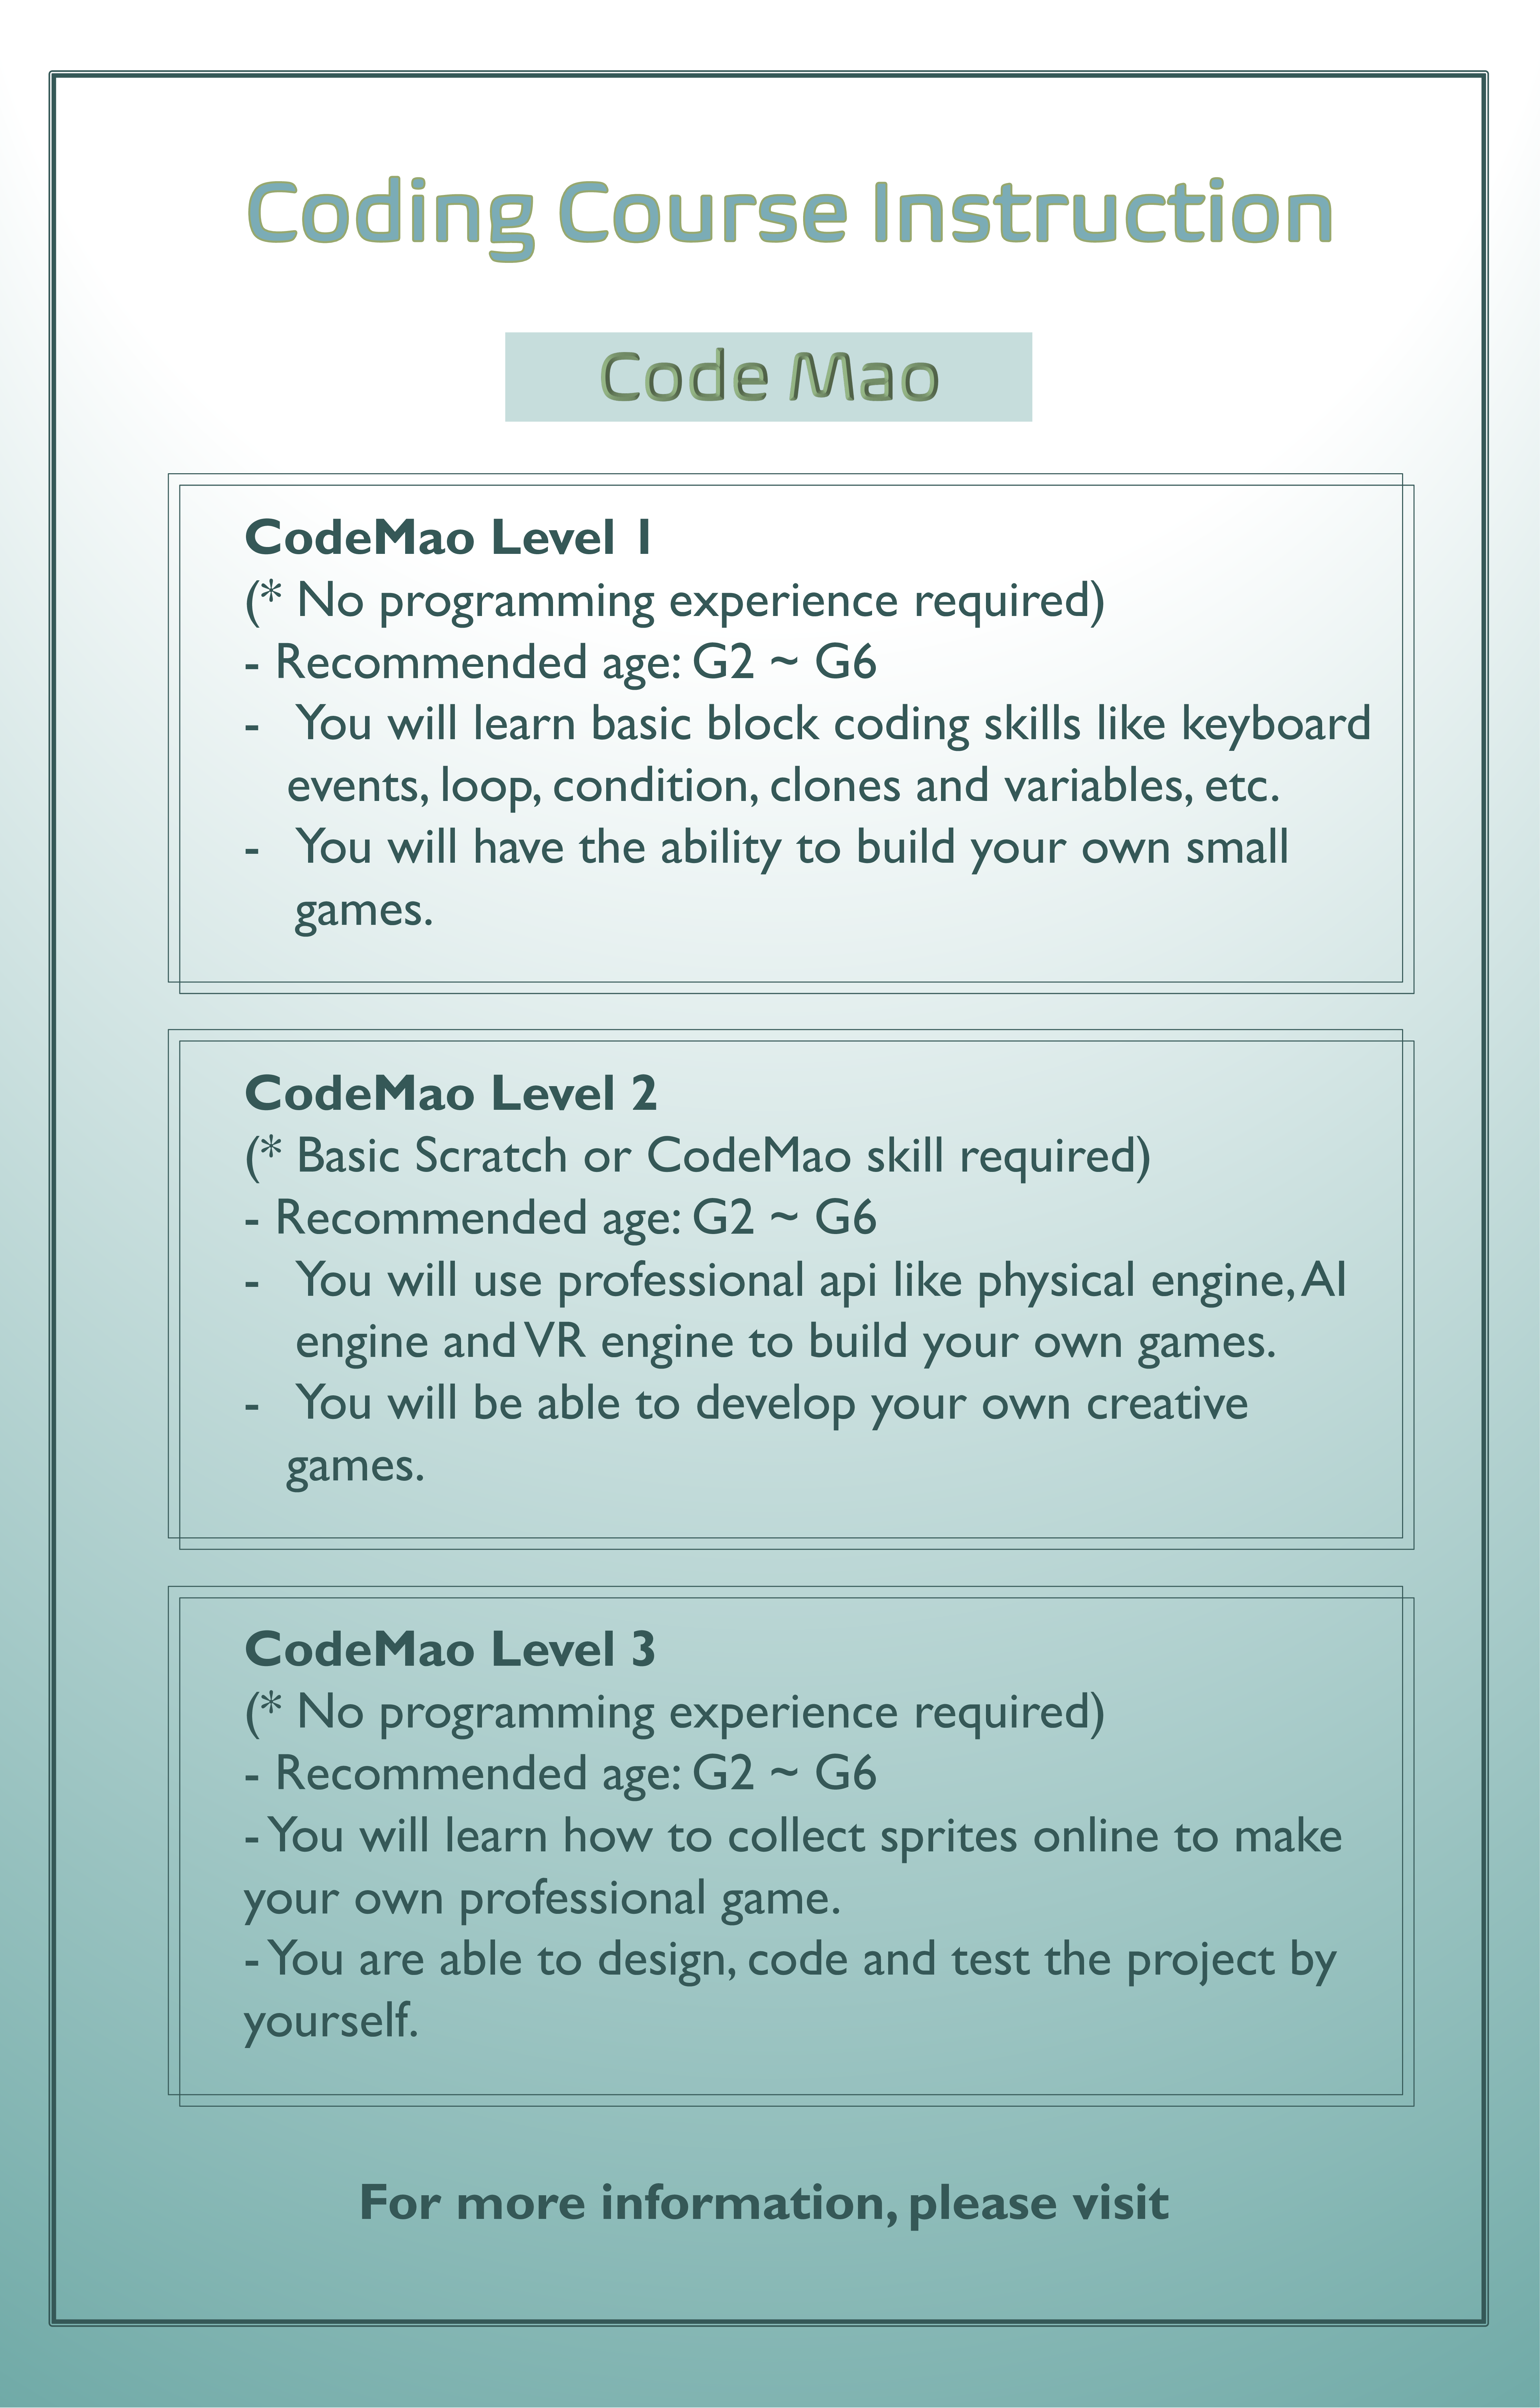 Coding Course Instruction
Code Mao
CodeMao Level 1
(* No programming experience required)
- Recommended age: G2 ~ G6
- You will learn basic block coding skills like keyboard
events, loop, condition, clones and variables, etc.
- You will have the ability to build your own small
games.
CodeMao Level 2
(* Basic Scratch or CodeMao skill required)
- Recommended age: G2 ~ G6
- You will use professional api like physical engine, AI
engine and VR engine to build your own games.
- You will be able to develop your own creative
games.
CodeMao Level 3
(* No programming experience required)
- Recommended age: G2 ~ G6
- You will learn how to collect sprites online to make
your own professional game.
- You are able to design, code and test the project by
yourself.
For more information, please visit